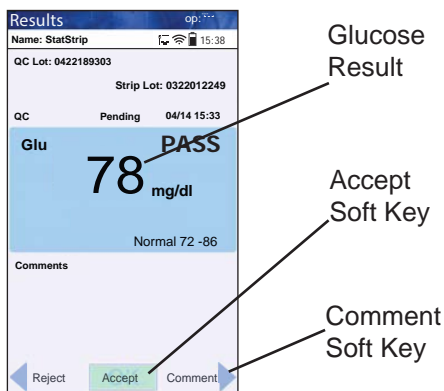 Results op: ***
Name: StatStrip 15:38
QC Lot: 0422189303
Strip Lot: 0322012249
QC Pending 04/14 15:33
Glu PASS
78 mg/dl
Normal 72 -86
Comments
Reject Accept Comment
Glucose
Result
Accept
Soft Key
Comment
Soft Key